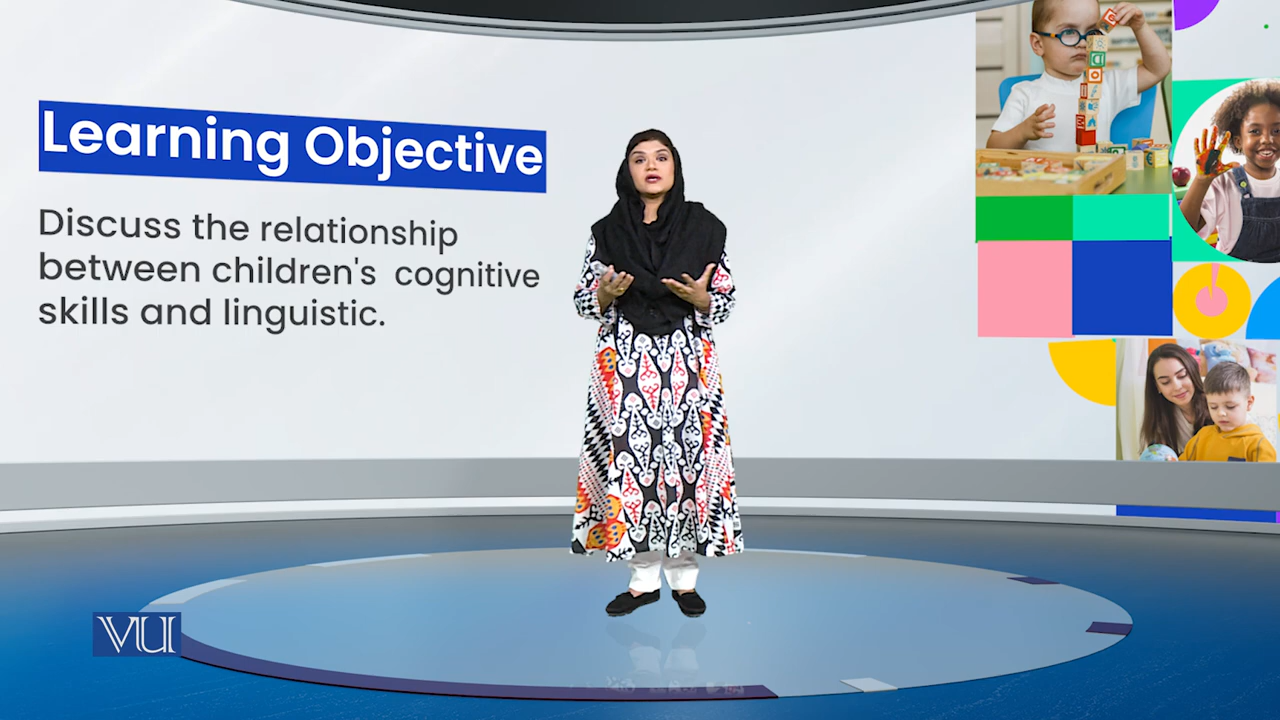 Learning Objective
Discuss the relationship
between children's cognitive
skills and linguistic.
VU